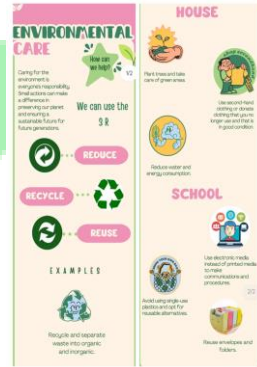 ENVIRONMENTAL
CARE
How can
we help?
1/2
Caring for the
environment is
everyone's responsibility.
Small actions can make
a difference in
preserving our planet
and ensuring a
sustainable future for
future generations.
We can use the
3 R
REDUCE
RECYCLE
REUSE
EXAMPLES
Recycle and separate
waste into organic
and inorganic.
HOUSE
Plant trees and take
care of green areas.
Use second-hand
clothing or donate
clothing that you no
longer use and that is
in good condition
Reduce water and
energy consumption.
SCHOOL
Use electronic media
instead of printed media
to make
communications and
procedures.
2/2
Avoid using single-use
plastics and opt for
reusable alternatives.
Reuse envelopes and
folders.